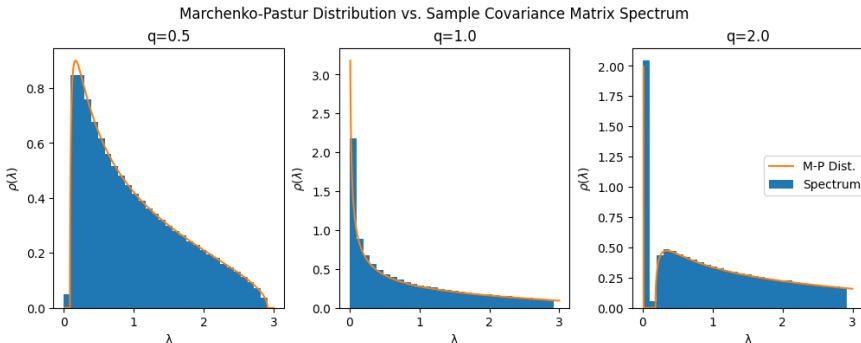 Marchenko-Pastur Distribution vs. Sample Covariance Matrix Spectrum
q=0.5
ρ(λ)
0.8
0.6
0.4
0.2
0.0
0 1 2 3
λ
q=1.0
ρ(λ)
3.0
2.5
2.0
1.5
1.0
0.5
0.0
0 1 2 3
λ
q=2.0
ρ(λ)
2.00
1.75
1.50
1.25
1.00
0.75
0.50
0.25
0.00
0 1 2 3
λ
M-P Dist.
Spectrum